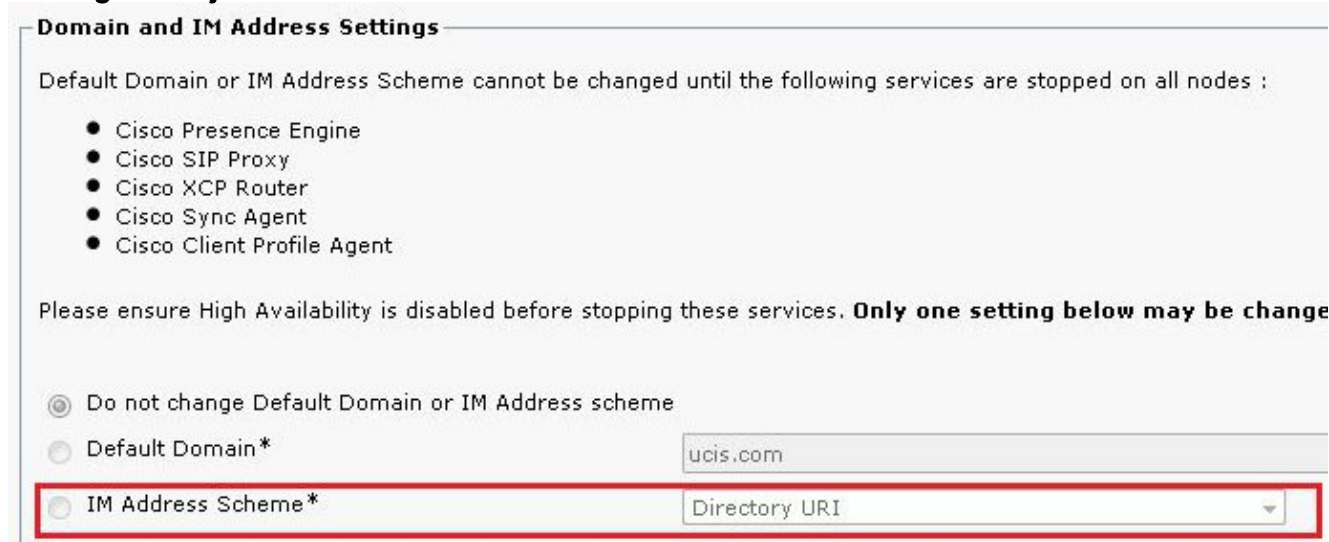 Domain and IM Address Settings
Default Domain or IM Address Scheme cannot be changed until the following services are stopped on all nodes :
● Cisco Presence Engine
● Cisco SIP Proxy
● Cisco XCP Router
● Cisco Sync Agent
● Cisco Client Profile Agent
Please ensure High Availability is disabled before stopping these services. Only one setting below may be change
Do not change Default Domain or IM Address scheme
Default Domain* ucis.com
IM Address Scheme* Directory URI